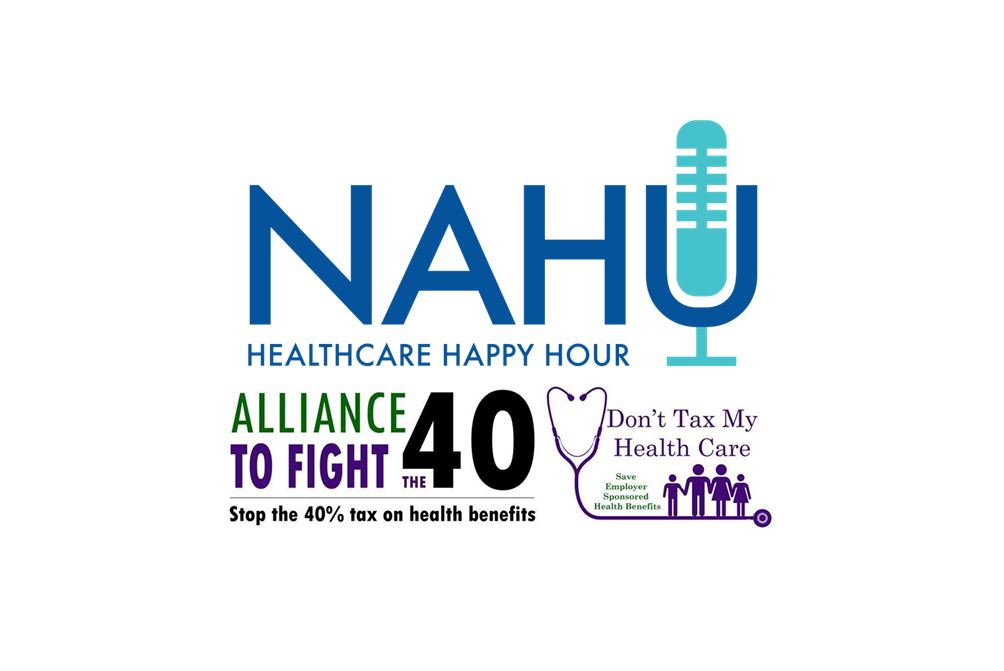 NAHU
HEALTHCARE HAPPY HOUR
ALLIANCE
TO FIGHT
THE 40
Stop the 40% tax on health benefits
Don't Tax My
Health Care
Save
Employer
Sponsored
Health Benefits